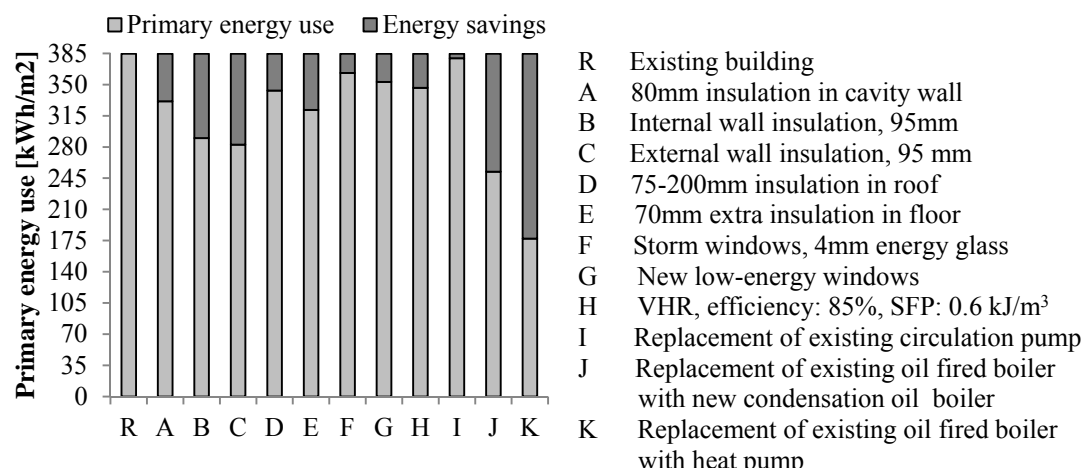 Primary energy use Energy savings
Primary energy use [kWh/m2]
385
350
315
280
245
210
175
140
105
70
35
0
R A B C D E F G H I J K
R Existing building
A 80mm insulation in cavity wall
B Internal wall insulation, 95mm
C External wall insulation, 95 mm
D 75-200mm insulation in roof
E 70mm extra insulation in floor
F Storm windows, 4mm energy glass
G New low-energy windows
H VHR, efficiency: 85%, SFP: 0.6 kJ/m³
I Replacement of existing circulation pump
J Replacement of existing oil fired boiler
with new condensation oil boiler
K Replacement of existing oil fired boiler
with heat pump